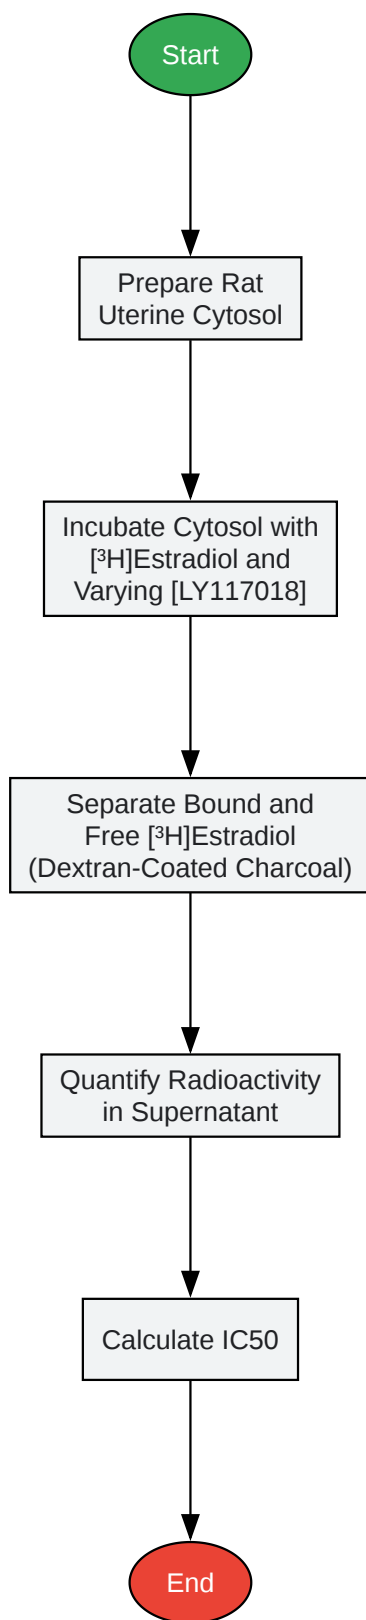 Start
Prepare Rat
Uterine Cytosol
Incubate Cytosol with
[³H]Estradiol and
Varying [LY117018]
Separate Bound and
Free [³H]Estradiol
(Dextran-Coated Charcoal)
Quantify Radioactivity
in Supernatant
Calculate IC50
End